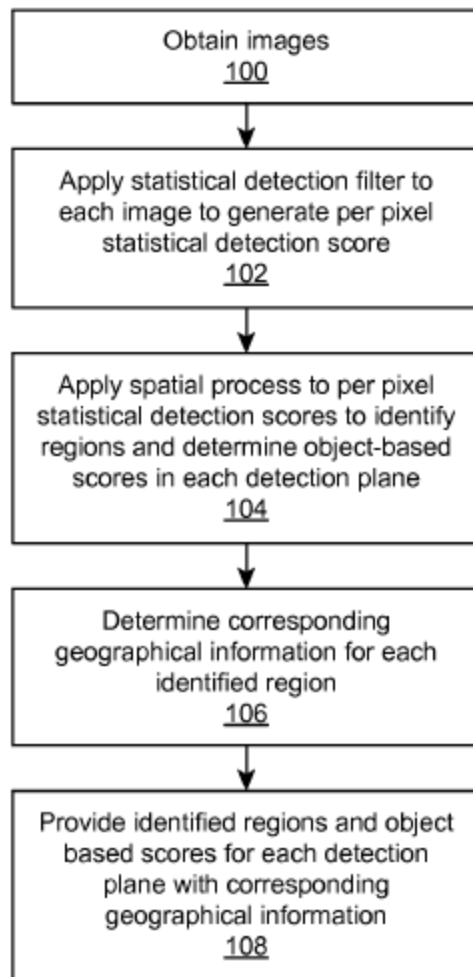 Obtain images
100
Apply statistical detection filter to
each image to generate per pixel
statistical detection score
102
Apply spatial process to per pixel
statistical detection scores to identify
regions and determine object-based
scores in each detection plane
104
Determine corresponding
geographical information for each
identified region
106
Provide identified regions and object
based scores for each detection
plane with corresponding
geographical information
108